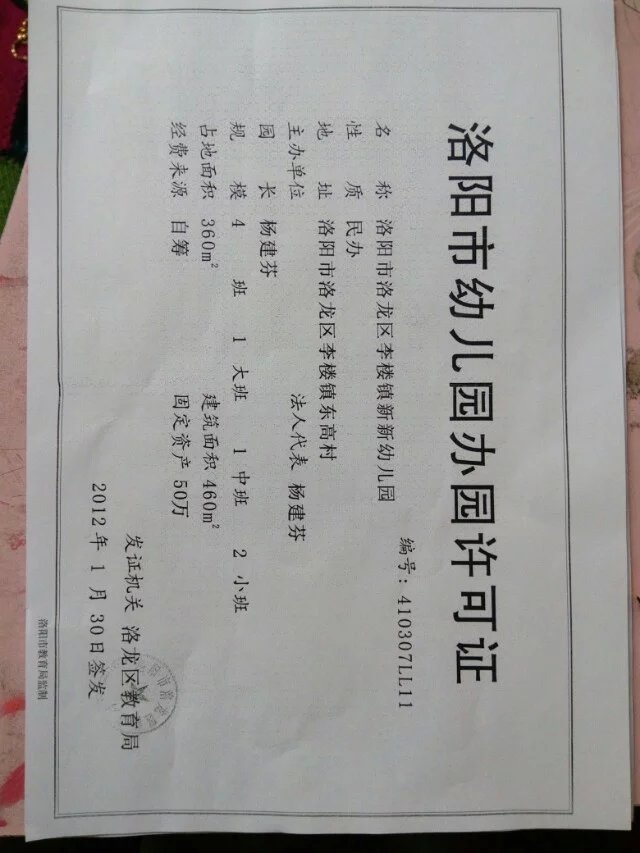 洛阳市幼儿园办园许可证
编号：410307LL11
名 称 洛阳市洛龙区李楼镇新新幼儿园
性 质 民办
地 址 洛阳市洛龙区李楼镇东高村
主办单位 法人代表 杨建芬
园 长 杨建芬
规 模 4 班 1 大班 1 中班 2 小班
占地面积 360m² 建筑面积 460m²
经费来源 自筹 固定资产 50万
发证机关 洛龙区教育局
2012年1月30日签发
洛阳市教育局监制